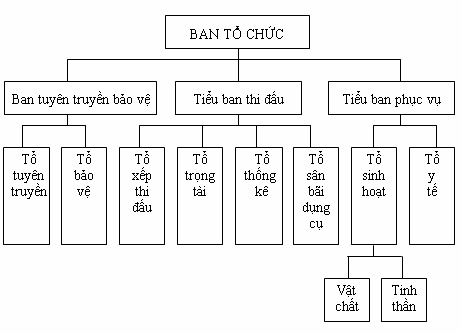 BAN TỔ CHỨC
Ban tuyên truyền bảo vệ
Tiểu ban thi đấu
Tiểu ban phục vụ
Tổ
tuyên
truyền
Tổ
bảo
vệ
Tổ
xếp
thi
đấu
Tổ
trọng
tài
Tổ
thống
kê
Tổ
sân
bãi
dụng
cụ
Tổ
sinh
hoạt
Tổ
y
tế
Vật
chất
Tinh
thần